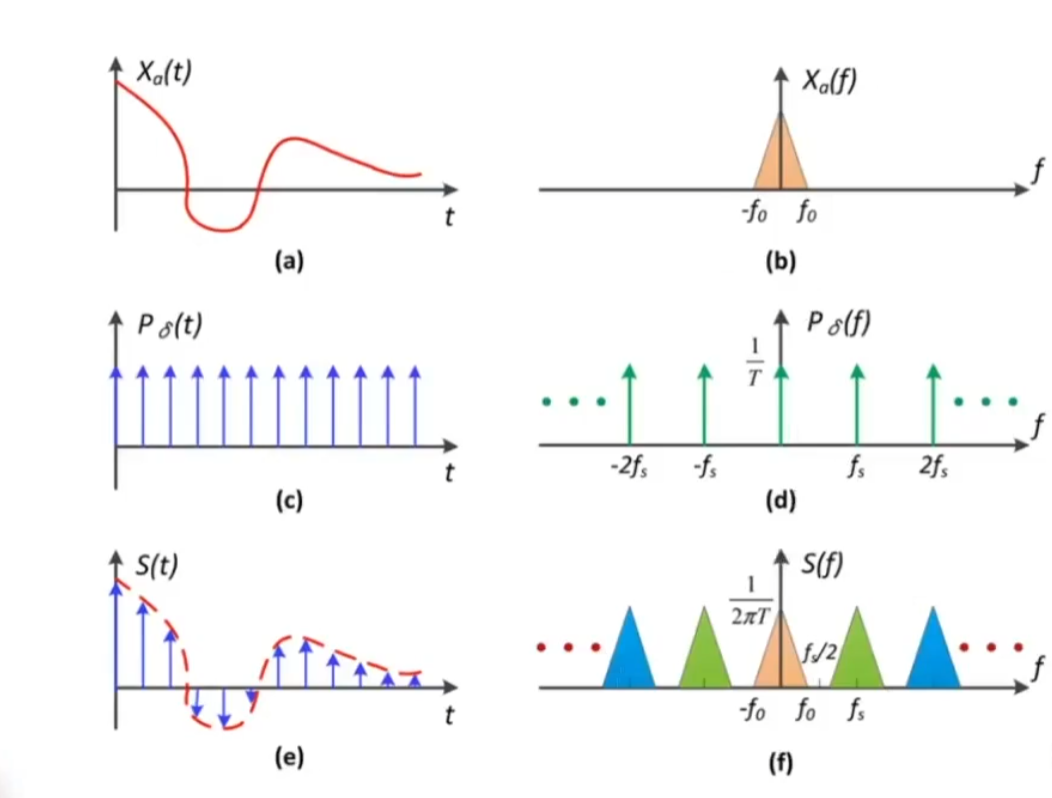 Xa(t)
t
(a)
Xa(f)
f
-f0 f0
(b)
P δ(t)
t
(c)
P δ(f)
1
T
f
-2fs -fs fs 2fs
(d)
S(t)
t
(e)
S(f)
1
2πT
fs/2
f
-f0 f0 fs
(f)